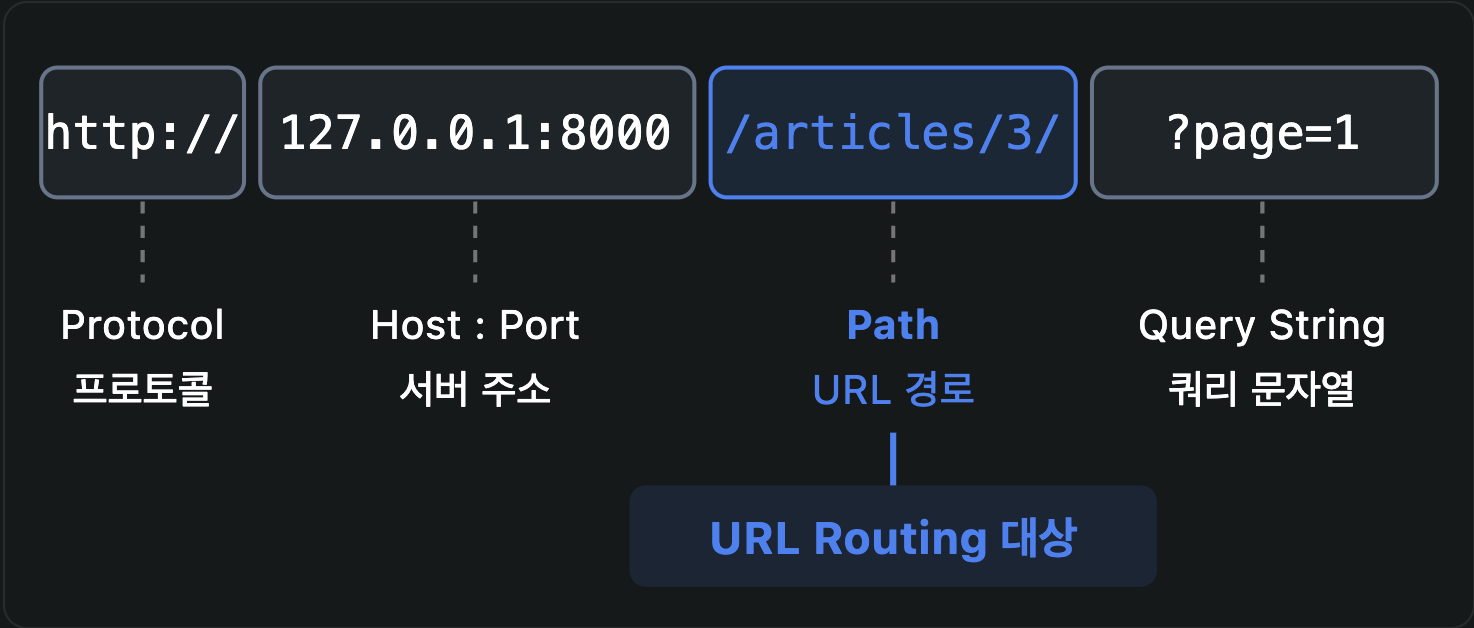 http:// 127.0.0.1:8000 /articles/3/ ?page=1
Protocol Host : Port Path Query String
프로토콜 서버 주소 URL 경로 쿼리 문자열
URL Routing 대상